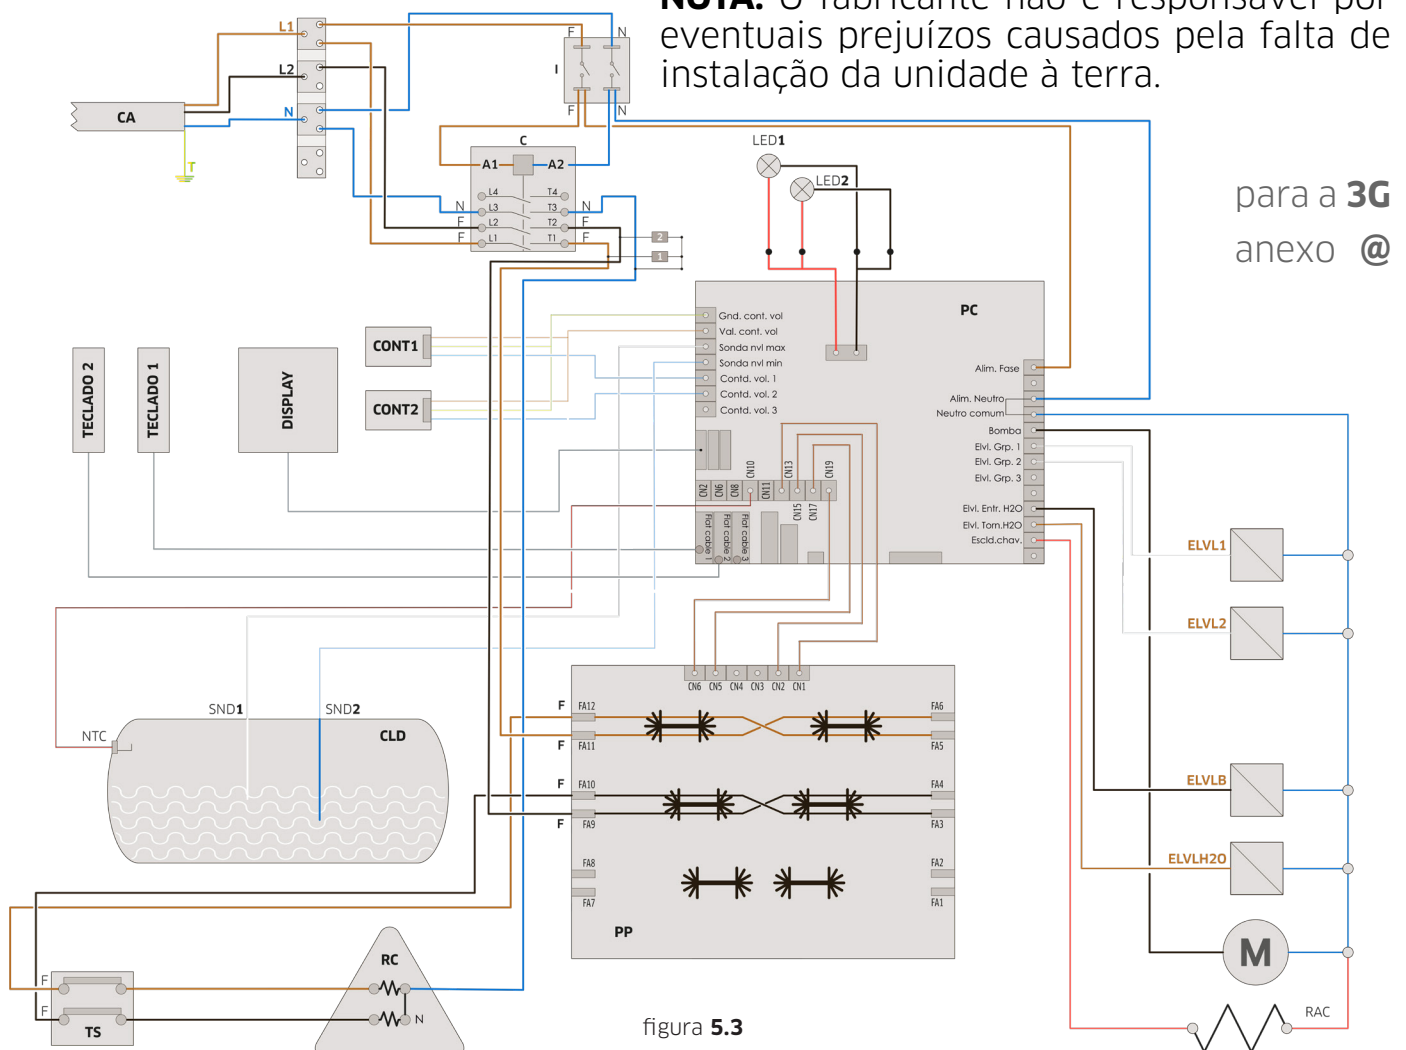 NOTA: O fabricante não é responsável por
eventuais prejuízos causados pela falta de
instalação da unidade à terra.
para a 3G
anexo @
CA
L1
L2
N
T
F
N
I
F
N
C
A1
A2
L4
T4
N
L3
T3
N
F
L2
T2
F
F
L1
T1
F
2
1
LED1
LED2
PC
Gnd. cont. vol
Val. cont. vol
Sonda nvl max
Sonda nvl min
Contd. vol. 1
Contd. vol. 2
Contd. vol. 3
Alim. Fase
Alim. Neutro
Neutro comum
Bomba
Elvl. Grp. 1
Elvl. Grp. 2
Elvl. Grp. 3
Elvl. Entr. H2O
Elvl. Tom.H2O
Escld.chav.
CN2
CN6
CN8
CN10
CN11
CN13
CN15
CN17
CN19
Flat cable 1
Flat cable 2
Flat cable 3
TECLADO 2
TECLADO 1
DISPLAY
CONT1
CONT2
ELVL1
ELVL2
ELVLB
ELVLH2O
M
RAC
SND1
SND2
CLD
NTC
CN6
CN5
CN4
CN3
CN2
CN1
F
FA12
FA6
F
FA11
FA5
F
FA10
FA4
F
FA9
FA3
FA8
FA2
FA7
FA1
PP
F
F
TS
RC
N
figura 5.3